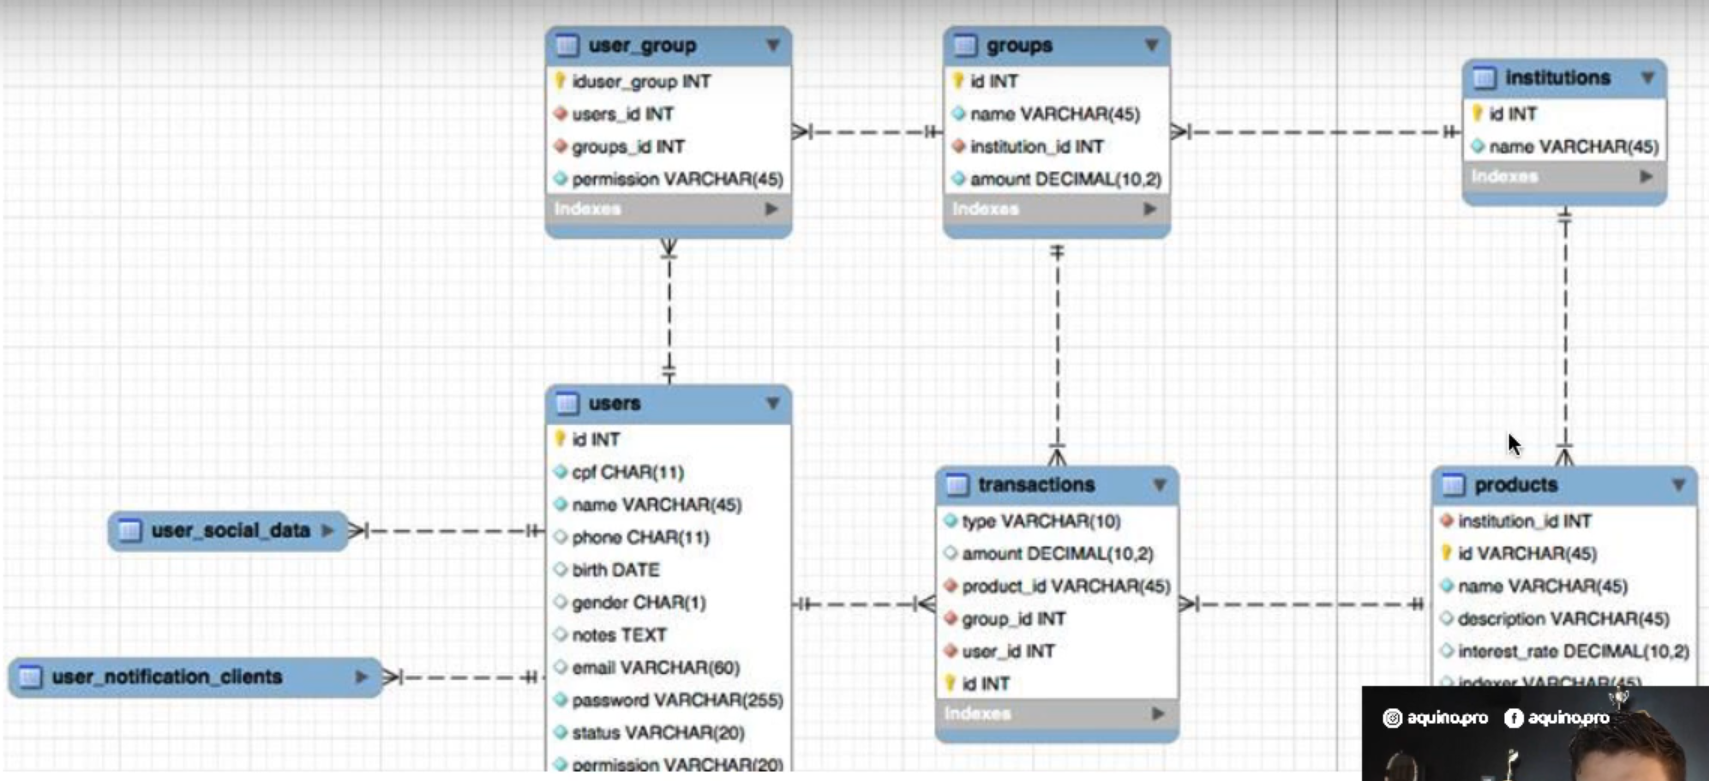 user_group
iduser_group INT
users_id INT
groups_id INT
permission VARCHAR(45)
Indexes
groups
id INT
name VARCHAR(45)
institution_id INT
amount DECIMAL(10,2)
Indexes
institutions
id INT
name VARCHAR(45)
Indexes
users
id INT
cpf CHAR(11)
name VARCHAR(45)
phone CHAR(11)
birth DATE
gender CHAR(1)
notes TEXT
email VARCHAR(60)
password VARCHAR(255)
status VARCHAR(20)
permission VARCHAR(20)
user_social_data
user_notification_clients
transactions
type VARCHAR(10)
amount DECIMAL(10,2)
product_id VARCHAR(45)
group_id INT
user_id INT
id INT
Indexes
products
institution_id INT
id VARCHAR(45)
name VARCHAR(45)
description VARCHAR(45)
interest_rate DECIMAL(10,2)
indexer VARCHAR(45)
aquino.pro aquino.pro